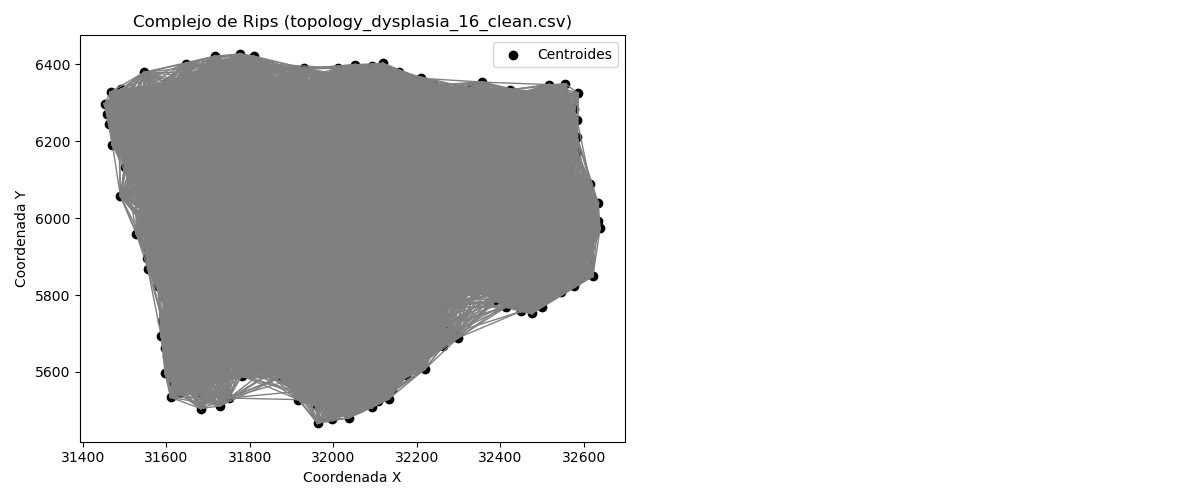 Complejo de Rips (topology_dysplasia_16_clean.csv)
Centroides
6400
6200
6000
5800
5600
Coordenada Y
31400 31600 31800 32000 32200 32400 32600
Coordenada X